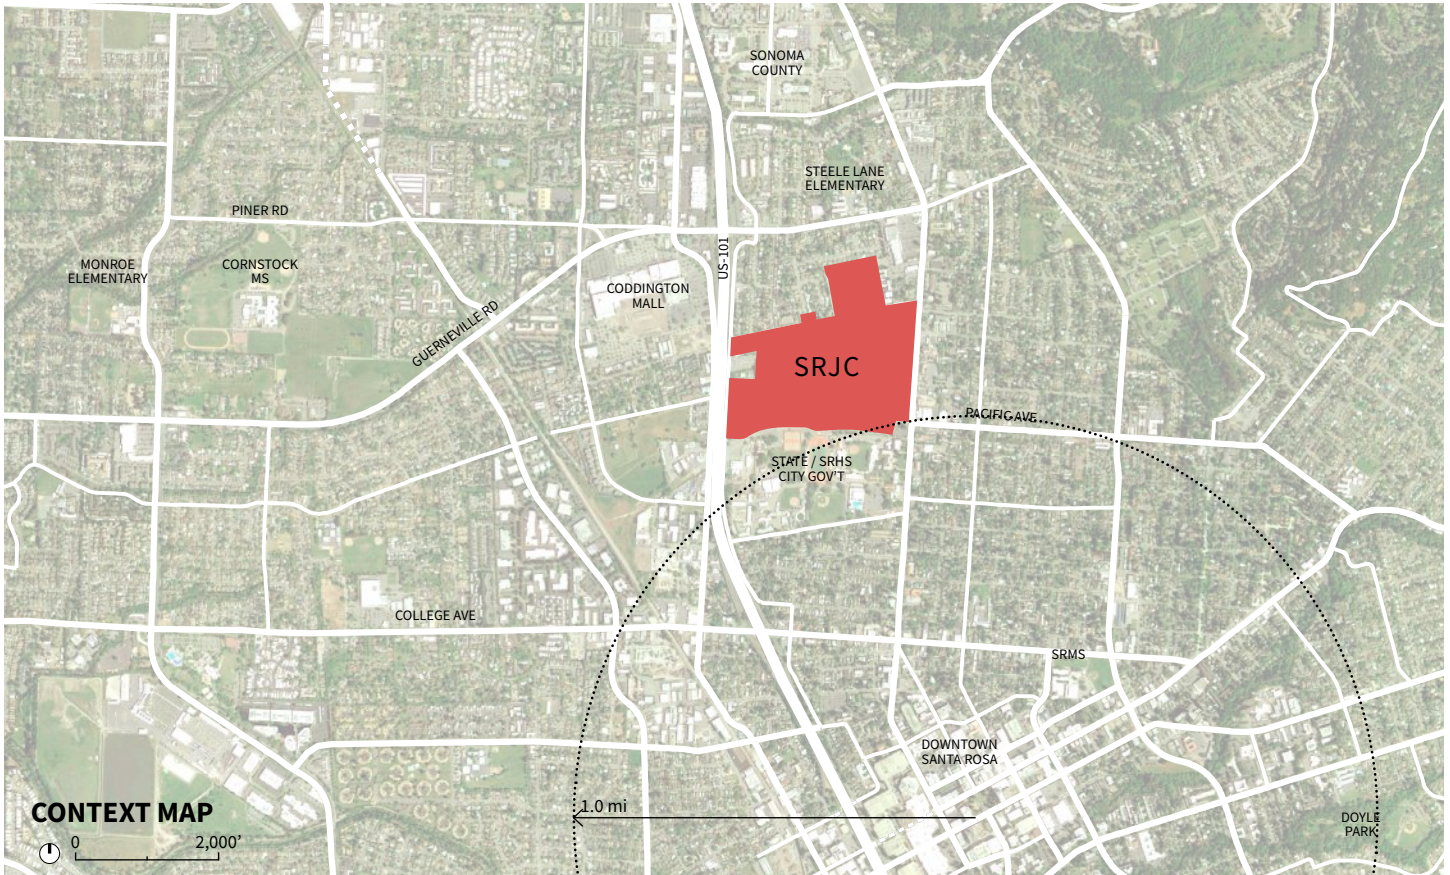 SONOMA
COUNTY
STEELE LANE
ELEMENTARY
PINER RD
MONROE
ELEMENTARY
CORNSTOCK
MS
US-101
CODDINGTON
MALL
GUERNEVILLE RD
SRJC
PACIFIC AVE
STATE / SRHS
CITY GOV'T
COLLEGE AVE
SRMS
DOWNTOWN
SANTA ROSA
1.0 mi
DOYLE
PARK
CONTEXT MAP
0 2,000’